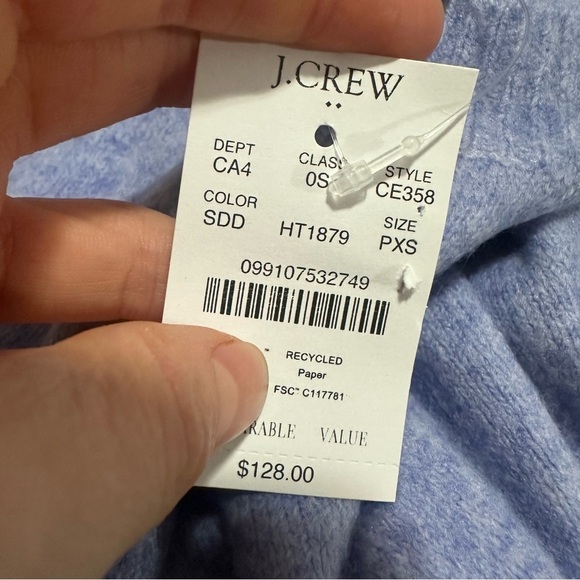 J.CREW
DEPT CLASS STYLE
CA4 0S CE358
COLOR SIZE
SDD HT1879 PXS
099107532749
RECYCLED
Paper
FSC™ C117781
VALUE
$128.00